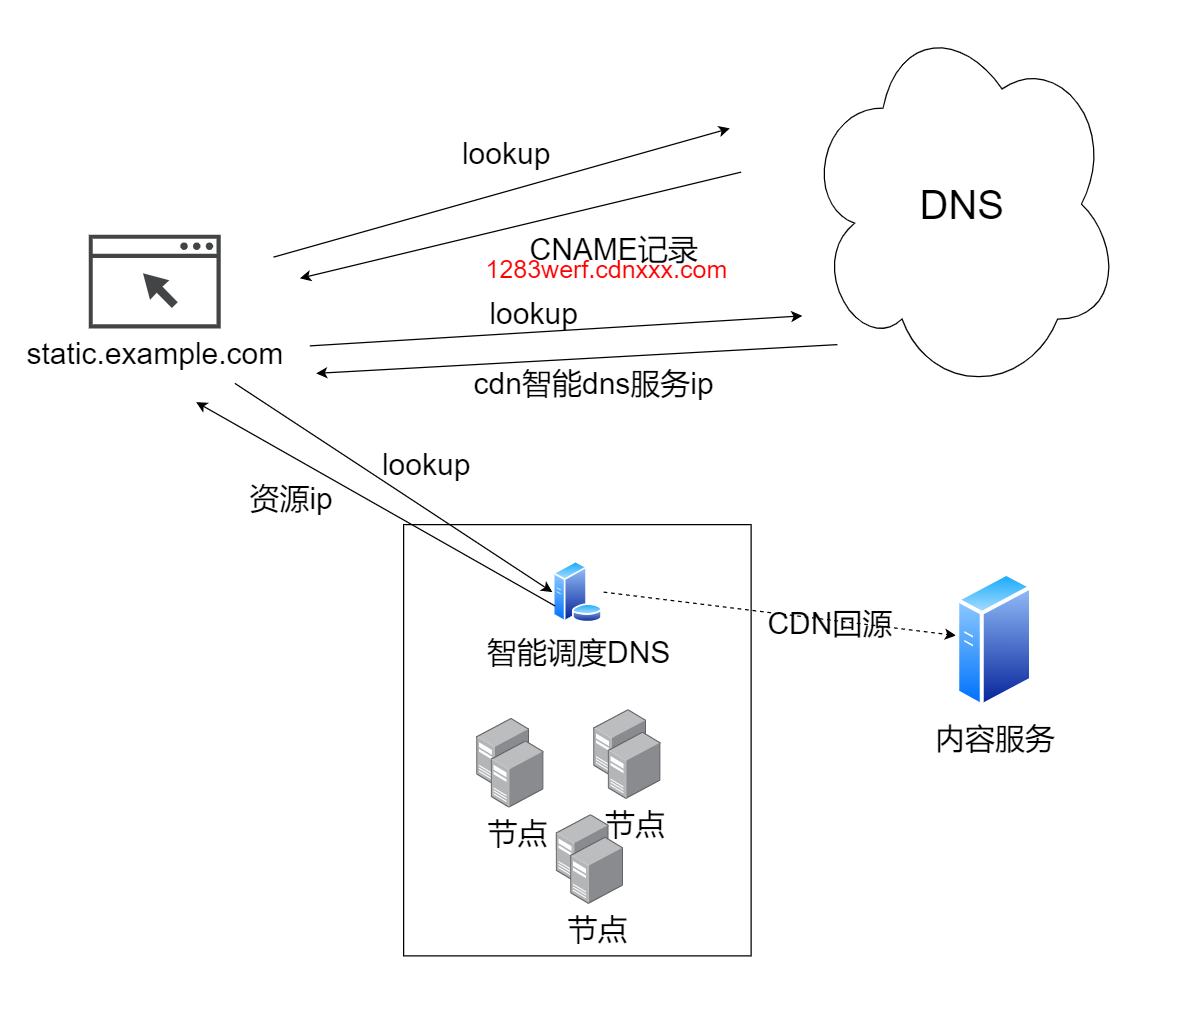 lookup
DNS
CNAME记录
1283werf.cdnxxx.com
lookup
static.example.com
cdn智能dns服务ip
lookup
资源ip
CDN回源
智能调度DNS
内容服务
节点
节点
节点